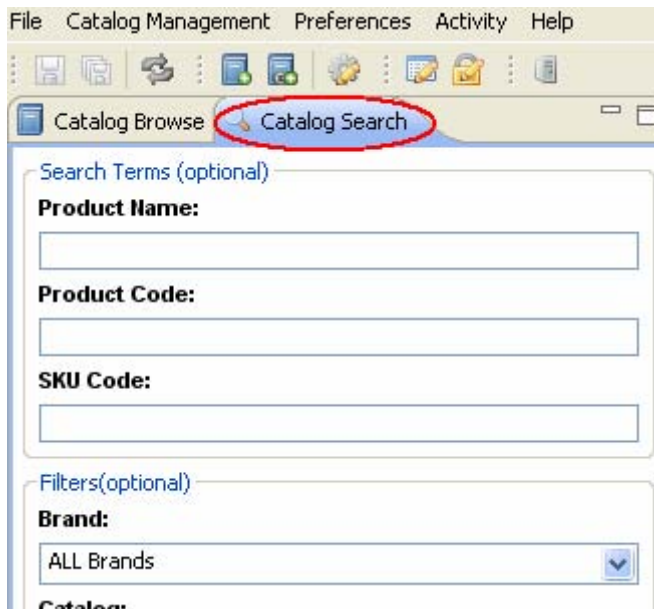 File Catalog Management Preferences Activity Help
Catalog Browse Catalog Search
Search Terms (optional)
Product Name:
Product Code:
SKU Code:
Filters(optional)
Brand:
ALL Brands
Catalog: